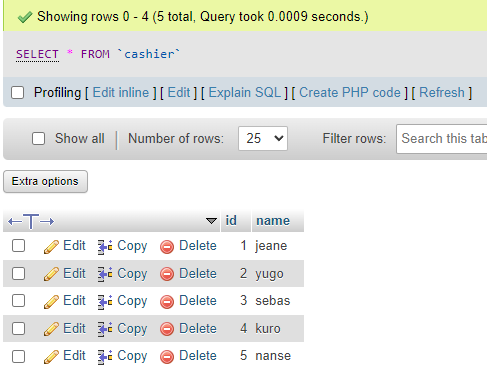 Showing rows 0 - 4 (5 total, Query took 0.0009 seconds.)
SELECT * FROM `cashier`
Profiling [ Edit inline ] [ Edit ] [ Explain SQL ] [ Create PHP code ] [ Refresh ]
Show all Number of rows: 25 Filter rows: Search this tab
Extra options
←T→ id name
Edit Copy Delete 1 jeane
Edit Copy Delete 2 yugo
Edit Copy Delete 3 sebas
Edit Copy Delete 4 kuro
Edit Copy Delete 5 nanse